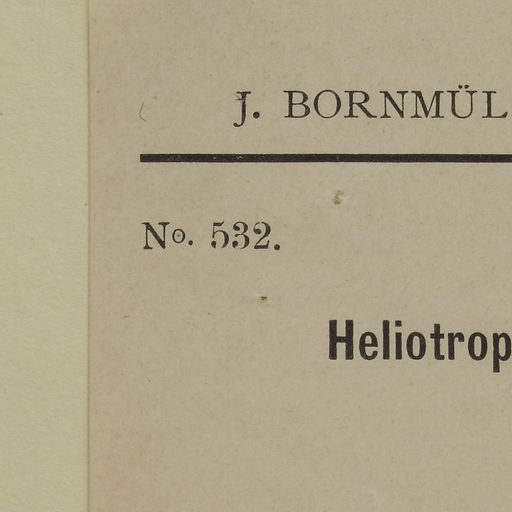 J. BORNMÜL
No. 532.
Heliotrop